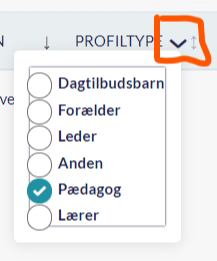 N ↓ PROFILTYPE
ve
Dagtilbudsbarn
Forælder
Leder
Anden
Pædagog
Lærer